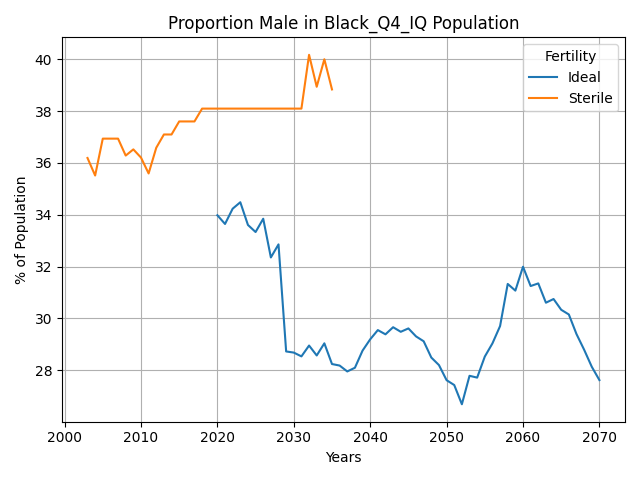 Proportion Male in Black_Q4_IQ Population
% of Population
40
38
36
34
32
30
28
Fertility
Ideal
Sterile
2000 2010 2020 2030 2040 2050 2060 2070
Years